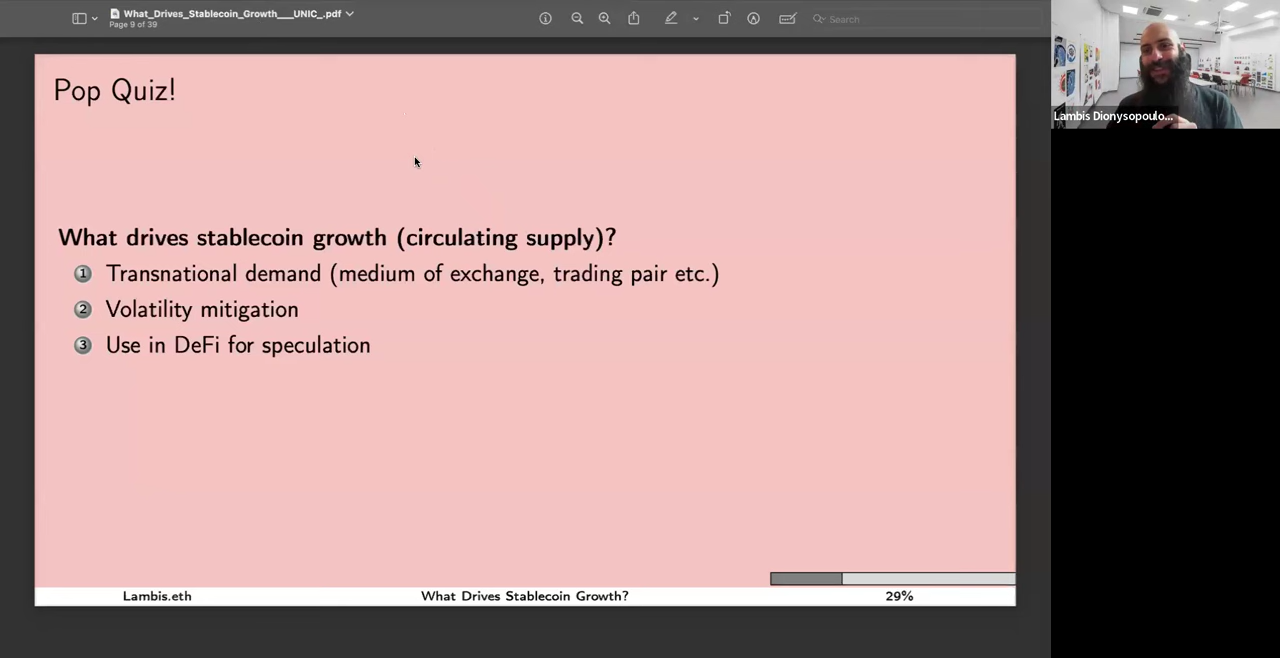 What_Drives_Stablecoin_Growth___UNIC_.pdf
Page 9 of 39
Search
Lambis Dionysopoulo...
Pop Quiz!
What drives stablecoin growth (circulating supply)?
1 Transnational demand (medium of exchange, trading pair etc.)
2 Volatility mitigation
3 Use in DeFi for speculation
Lambis.eth What Drives Stablecoin Growth? 29%